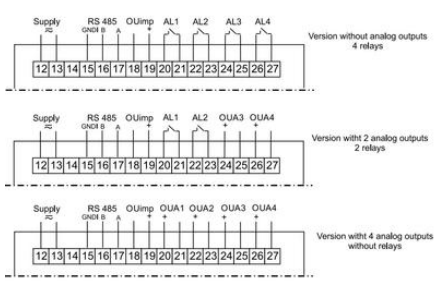 Supply RS 485 OUimp AL1 AL2 AL3 AL4
GNDI B A +
12 13 14 15 16 17 18 19 20 21 22 23 24 25 26 27
Version without analog outputs
4 relays
Supply RS 485 OUimp AL1 AL2 OUA3 OUA4
GNDI B A + + +
12 13 14 15 16 17 18 19 20 21 22 23 24 25 26 27
Version witht 2 analog outputs
2 relays
Supply RS 485 OUimp OUA1 OUA2 OUA3 OUA4
GNDI B A + + + + +
12 13 14 15 16 17 18 19 20 21 22 23 24 25 26 27
Version witht 4 analog outputs
without relays